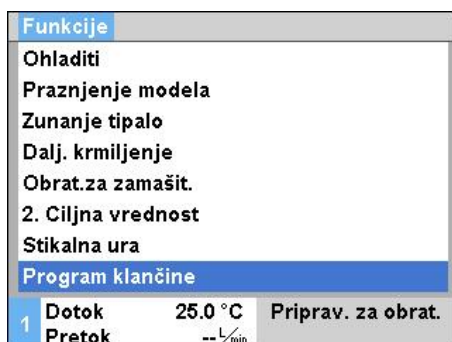 Funkcije
Ohladiti
Praznjenje modela
Zunanje tipalo
Dalj. krmiljenje
Obrat.za zamašit.
2. Ciljna vrednost
Stikalna ura
Program klančine
1 Dotok 25.0 °C Priprav. za obrat.
Pretok -- L/min